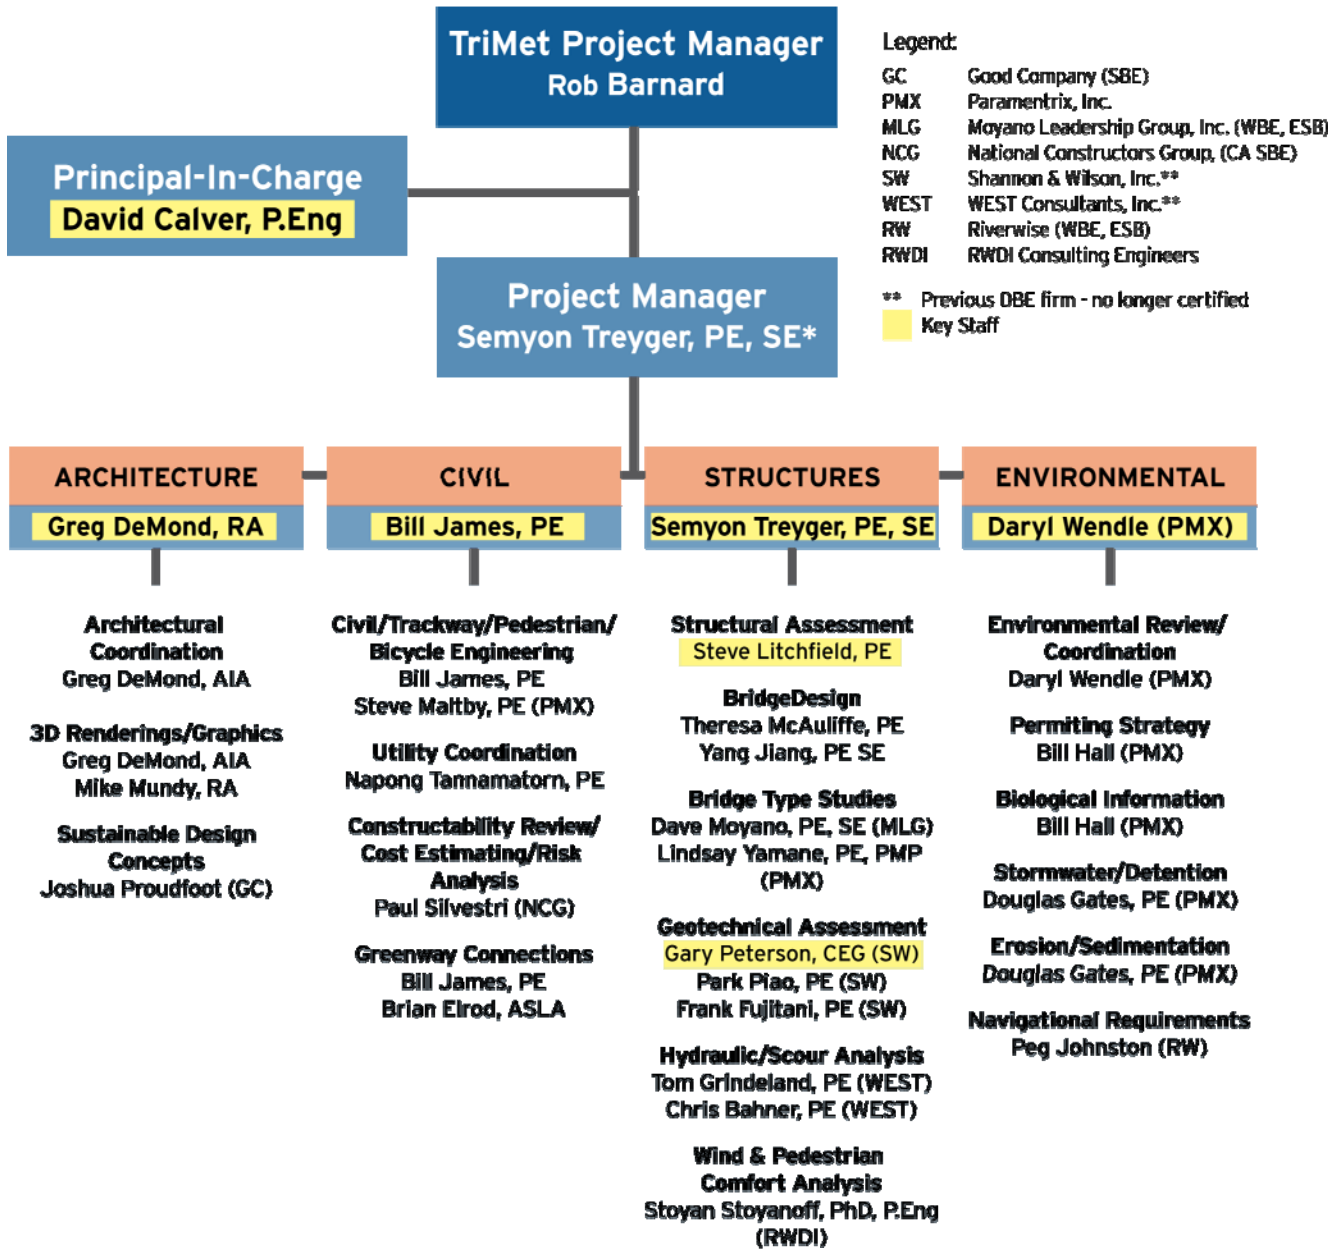 TriMet Project Manager
Rob Barnard
Legend:
GC Good Company (SBE)
PMX Paramentrix, Inc.
MLG Moyano Leadership Group, Inc. (WBE, ESB)
NCG National Constructors Group, (CA SBE)
SW Shannon & Wilson, Inc.**
WEST WEST Consultants, Inc.**
RW Riverwise (WBE, ESB)
RWDI RWDI Consulting Engineers
** Previous DBE firm - no longer certified
Key Staff
Principal-In-Charge
David Calver, P.Eng
Project Manager
Semyon Treyger, PE, SE*
ARCHITECTURE
Greg DeMond, RA
Architectural
Coordination
Greg DeMond, AIA
3D Renderings/Graphics
Greg DeMond, AIA
Mike Mundy, RA
Sustainable Design
Concepts
Joshua Proudfoot (GC)
CIVIL
Bill James, PE
Civil/Trackway/Pedestrian/
Bicycle Engineering
Bill James, PE
Steve Maltby, PE (PMX)
Utility Coordination
Napong Tannamatorn, PE
Constructability Review/
Cost Estimating/Risk
Analysis
Paul Silvestri (NCG)
Greenway Connections
Bill James, PE
Brian Elrod, ASLA
STRUCTURES
Semyon Treyger, PE, SE
Structural Assessment
Steve Litchfield, PE
BridgeDesign
Theresa McAuliffe, PE
Yang Jiang, PE SE
Bridge Type Studies
Dave Moyano, PE, SE (MLG)
Lindsay Yamane, PE, PMP
(PMX)
Geotechnical Assessment
Gary Peterson, CEG (SW)
Park Piao, PE (SW)
Frank Fujitani, PE (SW)
Hydraulic/Scour Analysis
Tom Grindeland, PE (WEST)
Chris Bahner, PE (WEST)
Wind & Pedestrian
Comfort Analysis
Stoyan Stoyanoff, PhD, P.Eng
(RWDI)
ENVIRONMENTAL
Daryl Wendle (PMX)
Environmental Review/
Coordination
Daryl Wendle (PMX)
Permiting Strategy
Bill Hall (PMX)
Biological Information
Bill Hall (PMX)
Stormwater/Detention
Douglas Gates, PE (PMX)
Erosion/Sedimentation
Douglas Gates, PE (PMX)
Navigational Requirements
Peg Johnston (RW)